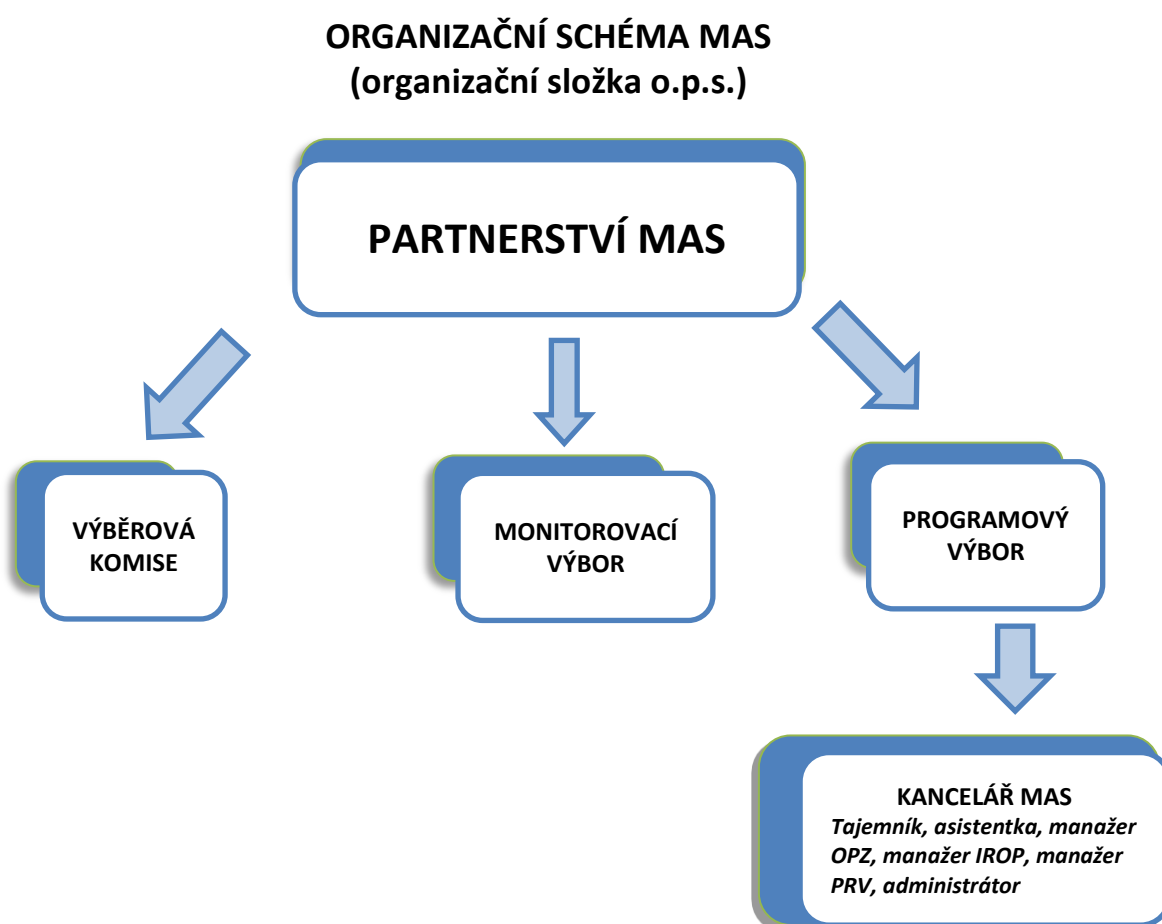 ORGANIZAČNÍ SCHÉMA MAS
(organizační složka o.p.s.)
PARTNERSTVÍ MAS
VÝBĚROVÁ
KOMISE
MONITOROVACÍ
VÝBOR
PROGRAMOVÝ
VÝBOR
KANCELÁŘ MAS
Tajemník, asistentka, manažer
OPZ, manažer IROP, manažer
PRV, administrátor